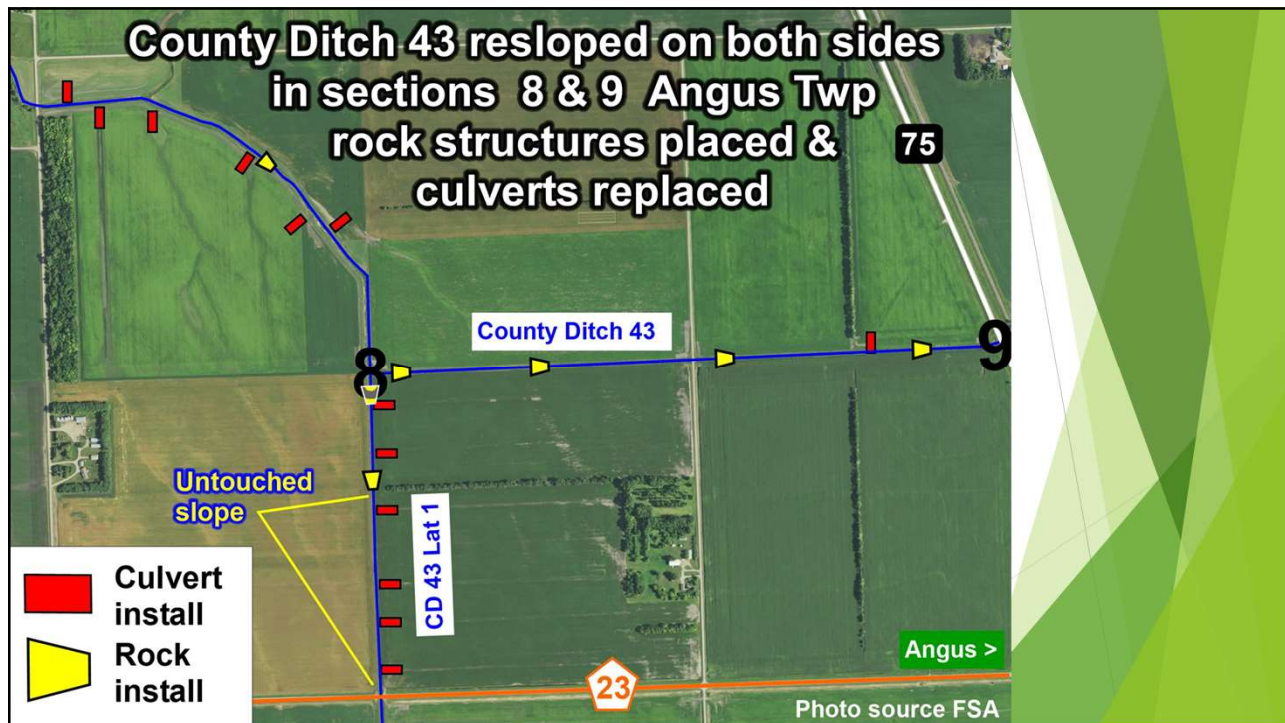 County Ditch 43 resloped on both sides
in sections 8 & 9 Angus Twp
rock structures placed &
culverts replaced
75
County Ditch 43
8
9
Untouched
slope
CD 43 Lat 1
Culvert
install
Rock
install
Angus >
23
Photo source FSA